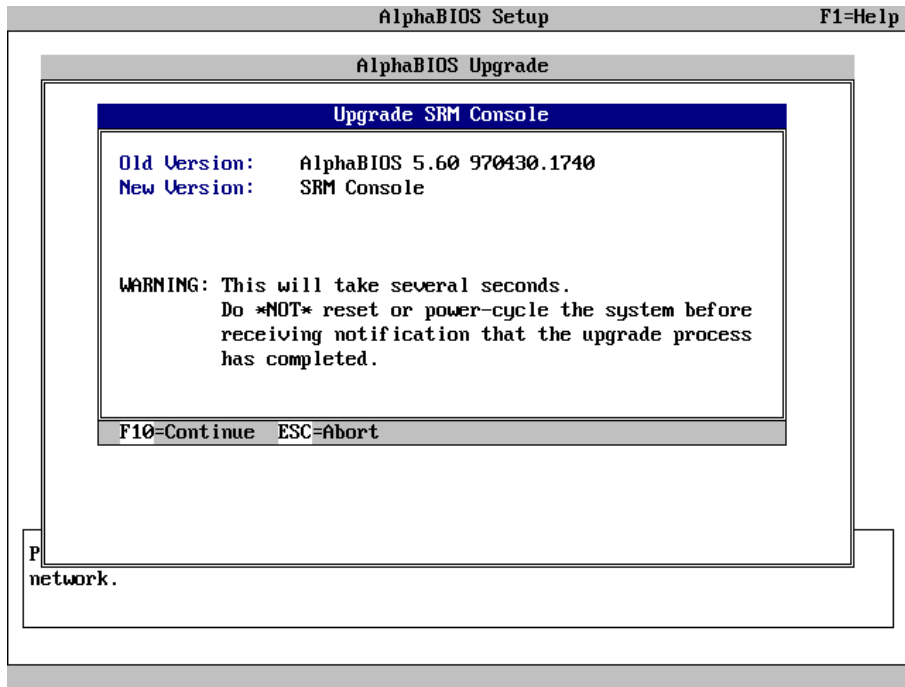 AlphaBIOS Setup F1=Help
AlphaBIOS Upgrade
Upgrade SRM Console
Old Version: AlphaBIOS 5.60 970430.1740
New Version: SRM Console
WARNING: This will take several seconds.
Do *NOT* reset or power-cycle the system before
receiving notification that the upgrade process
has completed.
F10=Continue ESC=Abort
P
network.